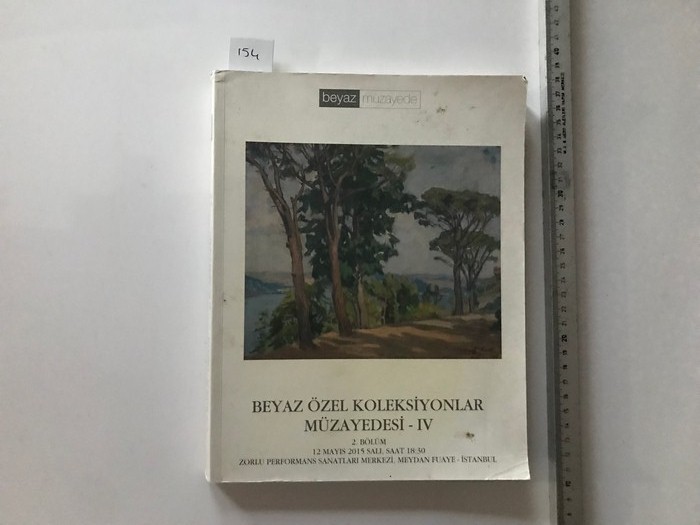 154
beyaz müzayede
BEYAZ ÖZEL KOLEKSİYONLAR
MÜZAYEDESİ - IV
2. BÖLÜM
12 MAYIS 2015 SALI, SAAT 18:30
ZORLU PERFORMANS SANATLARI MERKEZİ, MEYDAN FUAYE - İSTANBUL